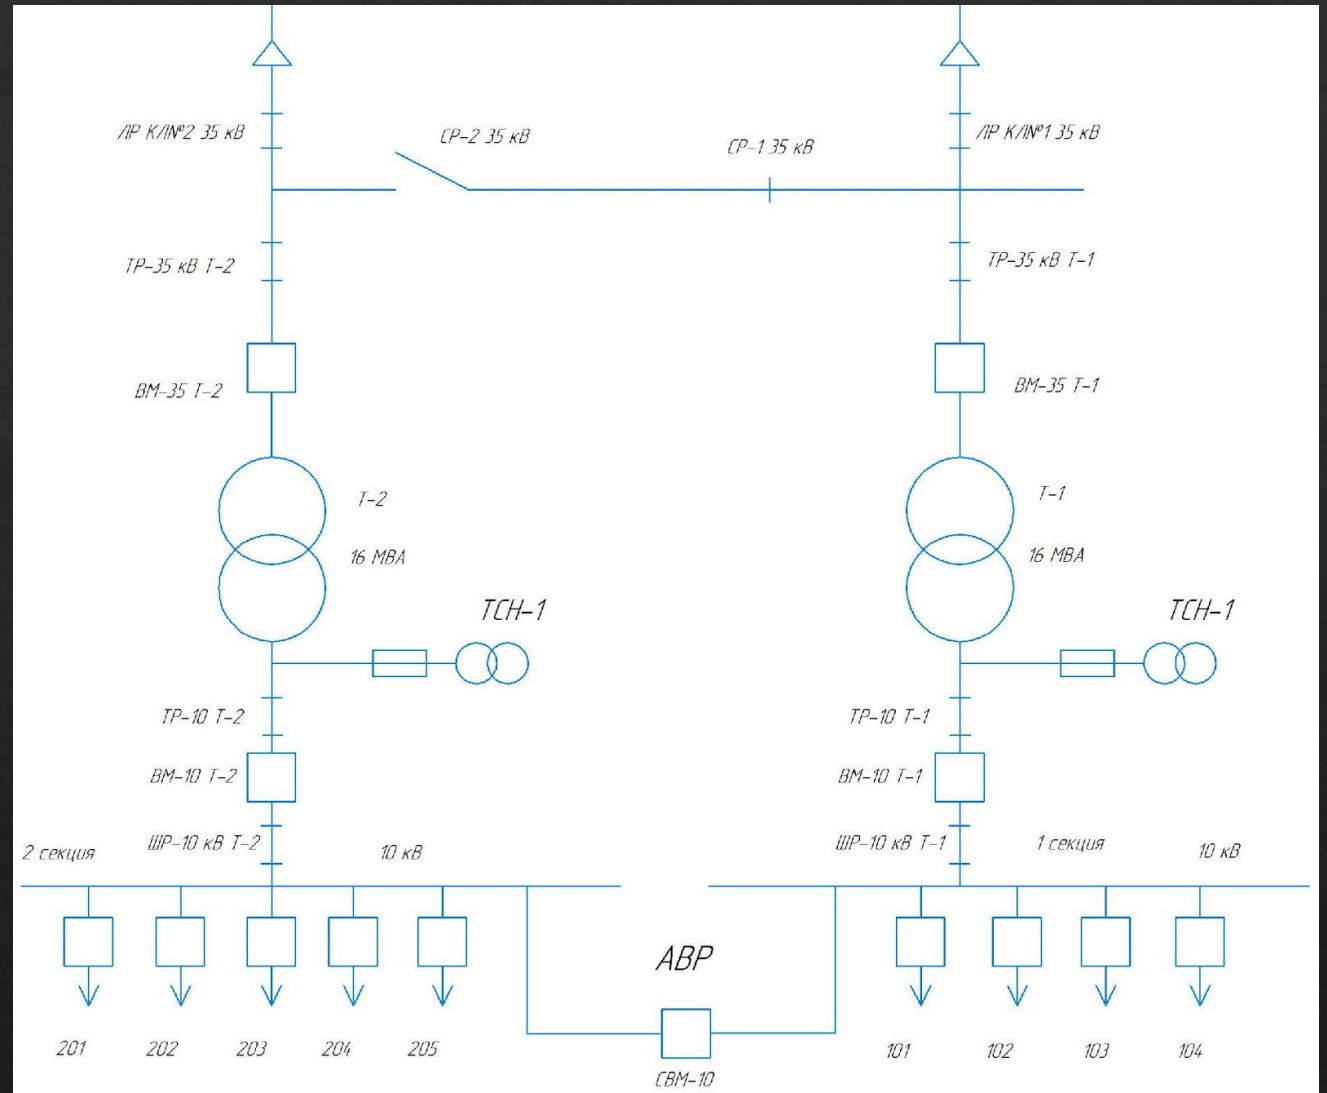 ЛР КЛ№2 35 кВ
СР-2 35 кВ
СР-1 35 кВ
ЛР КЛ№1 35 кВ
ТР-35 кВ Т-2
ТР-35 кВ Т-1
ВМ-35 Т-2
ВМ-35 Т-1
Т-2
16 МВА
Т-1
16 МВА
ТСН-1
ТСН-1
ТР-10 Т-2
ТР-10 Т-1
ВМ-10 Т-2
ВМ-10 Т-1
2 секция
ШР-10 кВ Т-2
10 кВ
ШР-10 кВ Т-1
1 секция
10 кВ
АВР
201
202
203
204
205
101
102
103
104
СВМ-10